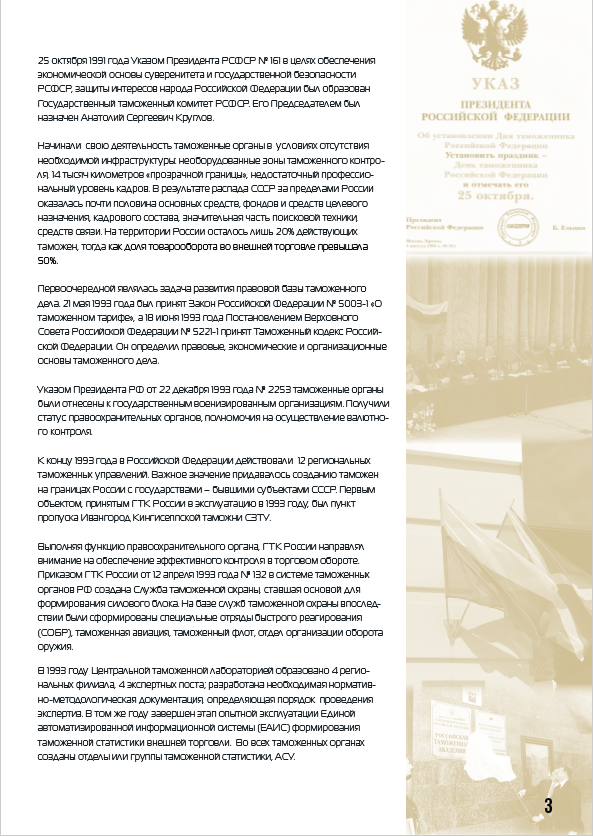 25 октября 1991 года Указом Президента РСФСР № 161 в целях обеспечения
экономической основы суверенитета и государственной безопасности
РСФСР, защиты интересов народа Российской Федерации был образован
Государственный таможенный комитет РСФСР. Его Председателем был
назначен Анатолий Сергеевич Круглов.
Начинали свою деятельность таможенные органы в условиях отсутствия
необходимой инфраструктуры: необорудованные зоны таможенного контро-
ля, 14 тысяч километров «прозрачной границы», недостаточный профессио-
нальный уровень кадров. В результате распада СССР за пределами России
оказалась почти половина основных средств, фондов и средств целевого
назначения, кадрового состава, значительная часть поисковой техники,
средств связи. На территории России осталось лишь 20% действующих
таможен, тогда как доля товарооборота во внешней торговле превышала
50%.
Первоочередной являлась задача развития правовой базы таможенного
дела. 21 мая 1993 года был принят Закон Российской Федерации № 5003-1 «О
таможенном тарифе», а 18 июня 1993 года Постановлением Верховного
Совета Российской Федерации № 5221-1 принят Таможенный кодекс Россий-
ской Федерации. Он определил правовые, экономические и организационные
основы таможенного дела.
Указом Президента РФ от 22 декабря 1993 года № 2253 таможенные органы
были отнесены к государственным военизированным организациям. Получили
статус правоохранительных органов, полномочия на осуществление валютно-
го контроля.
К концу 1993 года в Российской Федерации действовали 12 региональных
таможенных управлений. Важное значение придавалось созданию таможен
на границах России с государствами – бывшими субъектами СССР. Первым
объектом, принятым ГТК России в эксплуатацию в 1993 году, был пункт
пропуска Ивангород Кингисеппской таможни СЗТУ.
Выполняя функцию правоохранительного органа, ГТК России направлял
внимание на обеспечение эффективного контроля в торговом обороте.
Приказом ГТК России от 12 апреля 1993 года № 132 в системе таможенных
органов РФ создана Служба таможенной охраны, ставшая основой для
формирования силового блока. На базе служб таможенной охраны впослед-
ствии были сформированы специальные отряды быстрого реагирования
(СОБР), таможенная авиация, таможенный флот, отдел организации оборота
оружия.
В 1993 году Центральной таможенной лабораторией образовано 4 регио-
нальных филиала, 4 экспертных поста; разработана необходимая норматив-
но-методологическая документация, определяющая порядок проведения
экспертиз. В том же году завершен этап опытной эксплуатации Единой
автоматизированной информационной системы (ЕАИС) формирования
таможенной статистики внешней торговли. Во всех таможенных органах
созданы отделы или группы таможенной статистики, АСУ.
УКАЗ
ПРЕЗИДЕНТА
РОССИЙСКОЙ ФЕДЕРАЦИИ
Об установлении Дня таможенника
Российской Федерации
Установить праздник –
День таможенника
Российской Федерации
и отмечать его
25 октября.
Президент
Российской Федерации
Б. Ельцин
Москва, Кремль
РОССИЙСКАЯ
ТАМОЖЕННАЯ
АКАДЕМИЯ
3